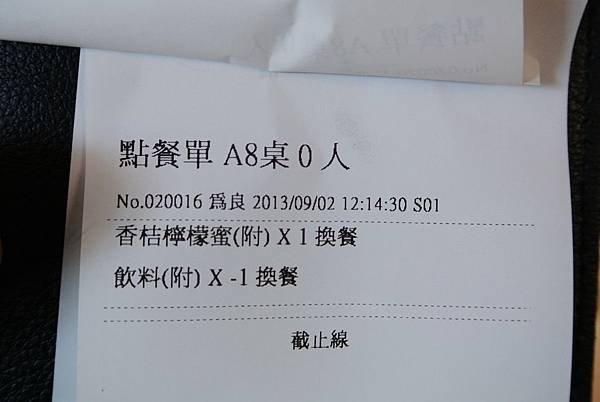 點餐單 A8桌 0 人
No.020016 為良 2013/09/02 12:14:30 S01
香桔檸檬蜜(附) X 1 換餐
飲料(附) X -1 換餐
截止線